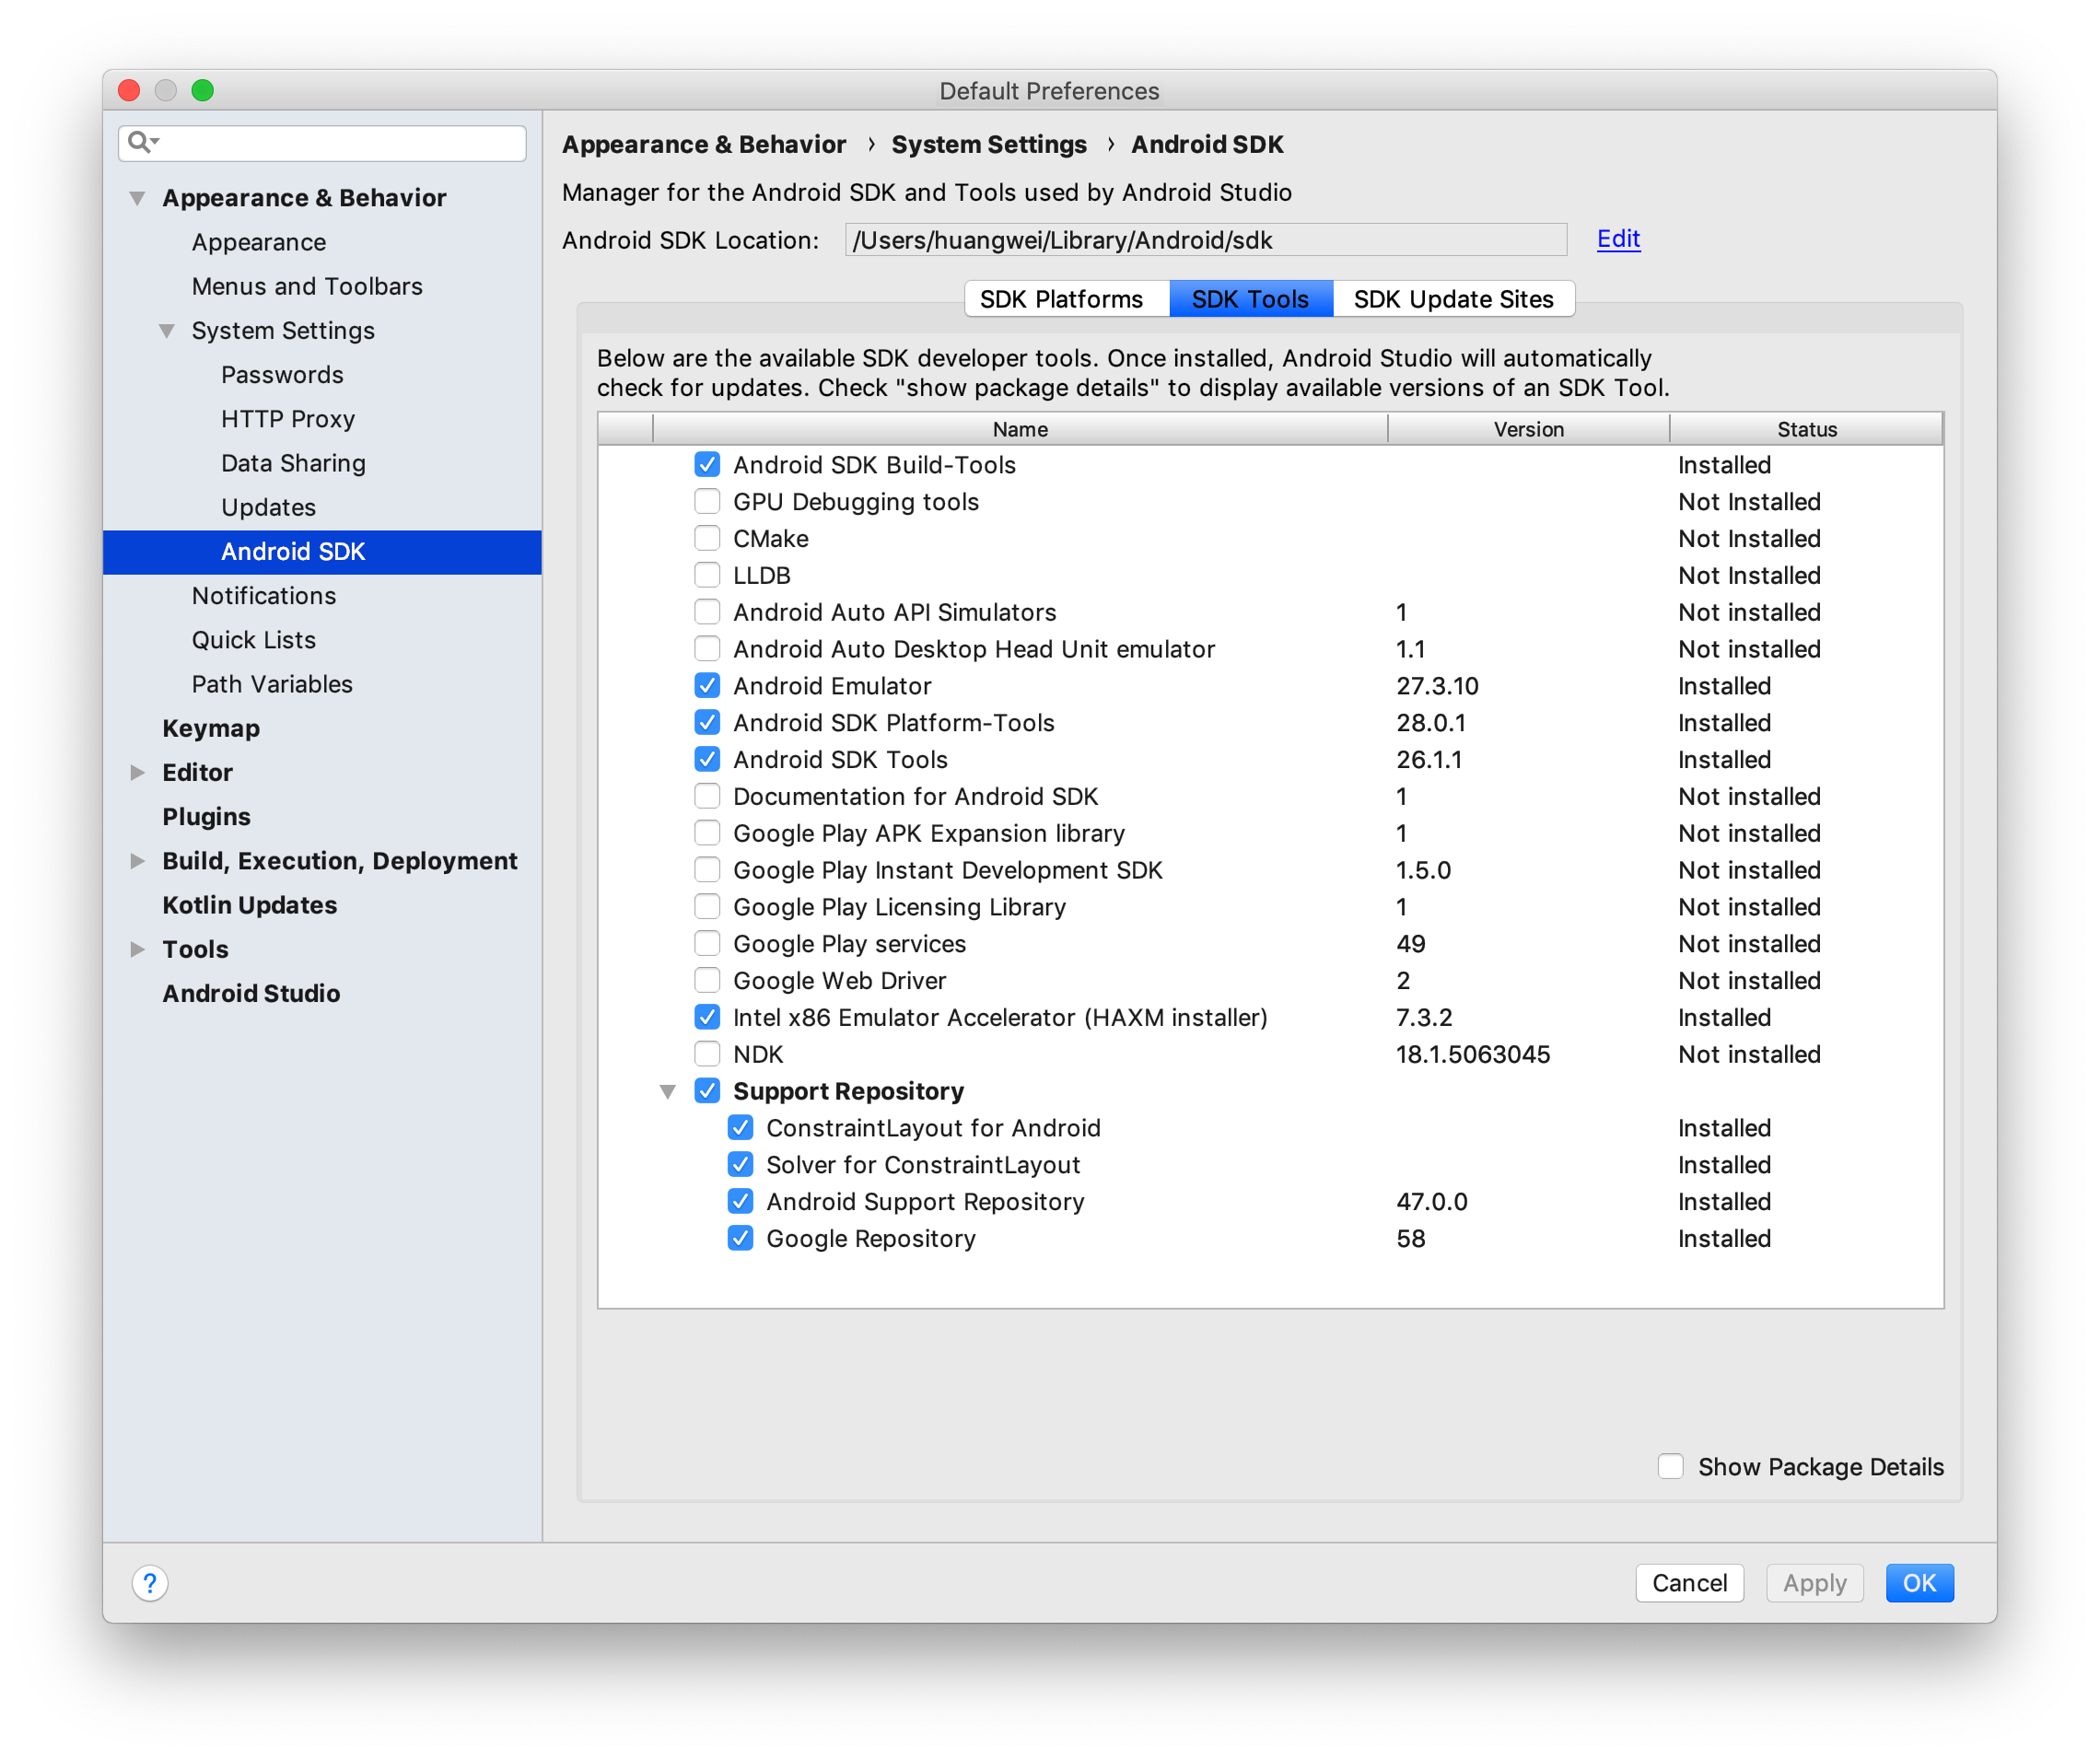 Default Preferences
Appearance & Behavior
Appearance
Menus and Toolbars
System Settings
Passwords
HTTP Proxy
Data Sharing
Updates
Android SDK
Notifications
Quick Lists
Path Variables
Keymap
Editor
Plugins
Build, Execution, Deployment
Kotlin Updates
Tools
Android Studio
Appearance & Behavior › System Settings › Android SDK
Manager for the Android SDK and Tools used by Android Studio
Android SDK Location: /Users/huangwei/Library/Android/sdk Edit
SDK Platforms SDK Tools SDK Update Sites
Below are the available SDK developer tools. Once installed, Android Studio will automatically
check for updates. Check "show package details" to display available versions of an SDK Tool.
Name Version Status
Android SDK Build-Tools Installed
GPU Debugging tools Not Installed
CMake Not Installed
LLDB Not Installed
Android Auto API Simulators 1 Not installed
Android Auto Desktop Head Unit emulator 1.1 Not installed
Android Emulator 27.3.10 Installed
Android SDK Platform-Tools 28.0.1 Installed
Android SDK Tools 26.1.1 Installed
Documentation for Android SDK 1 Not installed
Google Play APK Expansion library 1 Not installed
Google Play Instant Development SDK 1.5.0 Not installed
Google Play Licensing Library 1 Not installed
Google Play services 49 Not installed
Google Web Driver 2 Not installed
Intel x86 Emulator Accelerator (HAXM installer) 7.3.2 Installed
NDK 18.1.5063045 Not installed
Support Repository
ConstraintLayout for Android Installed
Solver for ConstraintLayout Installed
Android Support Repository 47.0.0 Installed
Google Repository 58 Installed
Show Package Details
? Cancel Apply OK